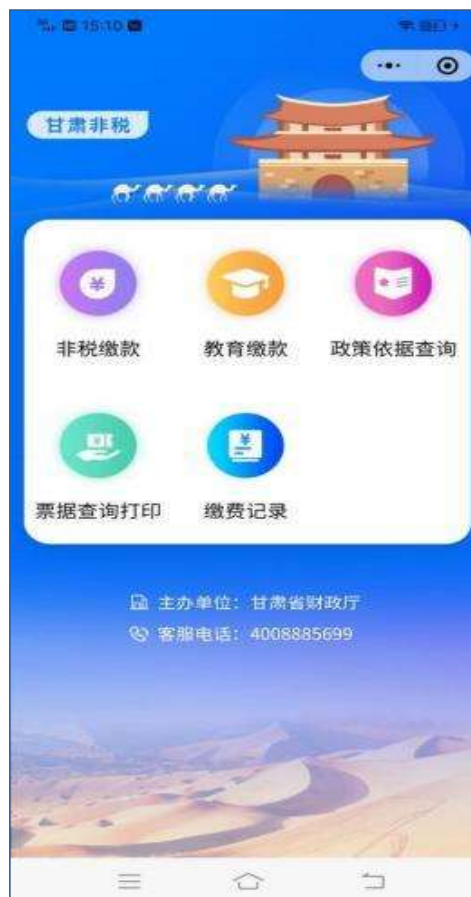 15:10
甘肃非税
非税缴款
教育缴款
政策依据查询
票据查询打印
缴费记录
主办单位：甘肃省财政厅
客服电话：4008885699